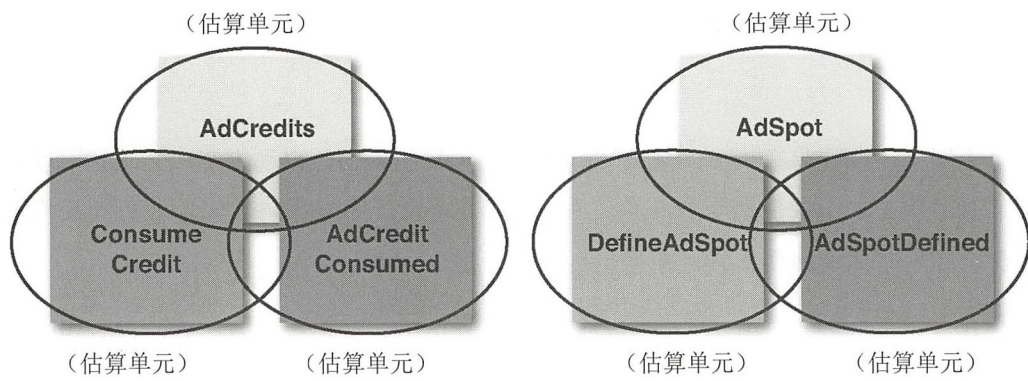 （估算单元）
AdCredits
Consume
Credit
AdCredit
Consumed
（估算单元）
（估算单元）
（估算单元）
AdSpot
DefineAdSpot
AdSpotDefined
（估算单元）
（估算单元）